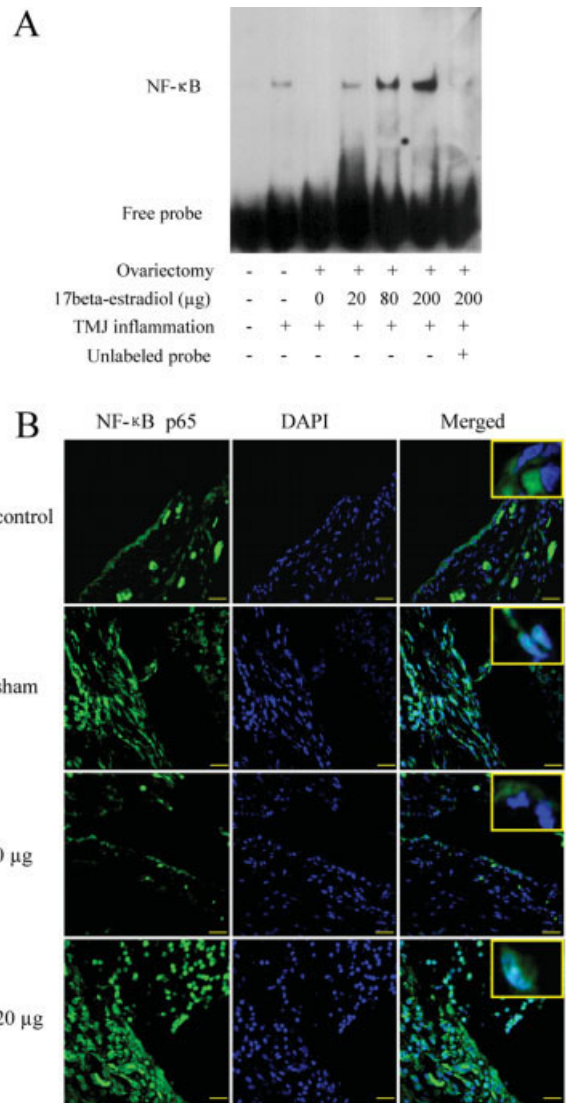 A
NF-κB
Free probe
Ovariectomy - - + + + + +
17beta-estradiol (µg) - - 0 20 80 200 200
TMJ inflammation - + + + + + +
Unlabeled probe +
B
NF-κB p65 DAPI Merged
control
sham
0 µg
20 µg